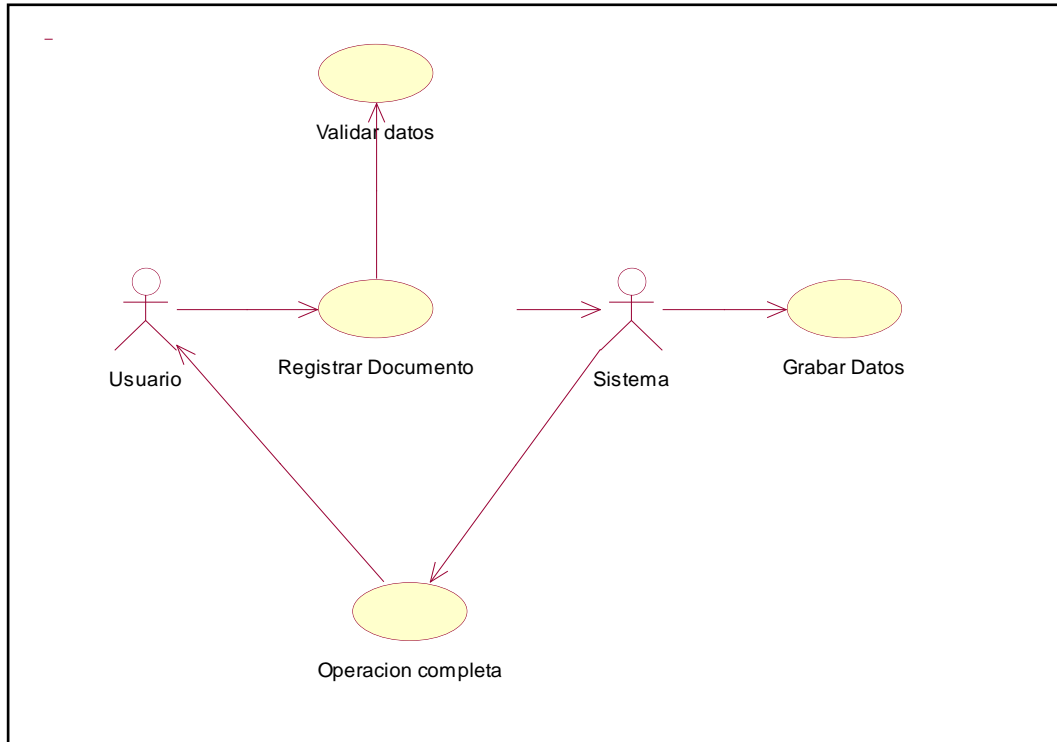 Validar datos
Usuario
Registrar Documento
Sistema
Grabar Datos
Operacion completa